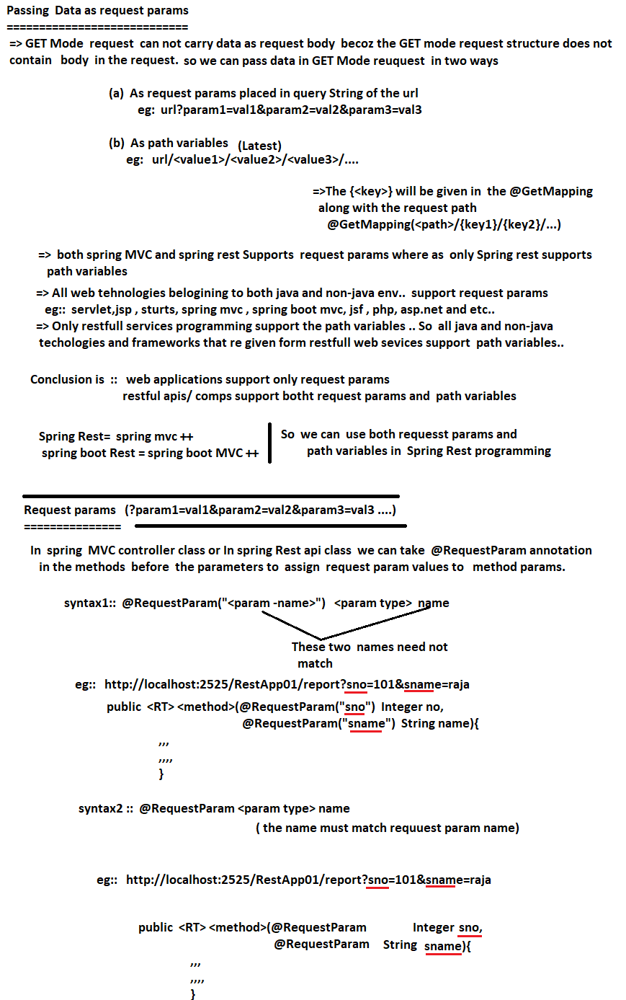 Passing Data as request params
============================
=> GET Mode request can not carry data as request body becoz the GET mode request structure does not
contain body in the request. so we can pass data in GET Mode reuquest in two ways
(a) As request params placed in query String of the url
eg: url?param1=val1&param2=val2&param3=val3
(b) As path variables (Latest)
eg: url/<value1>/<value2>/<value3>/....
=>The {<key>} will be given in the @GetMapping
along with the request path
@GetMapping(<path>/{key1}/{key2}/...)
=> both spring MVC and spring rest Supports request params where as only Spring rest supports
path variables
=> All web tehnologies belogining to both java and non-java env.. support request params
eg:: servlet,jsp , sturts, spring mvc , spring boot mvc, jsf , php, asp.net and etc..
=> Only restfull services programming support the path variables .. So all java and non-java
techologies and frameworks that re given form restfull web sevices support path variables..
Conclusion is :: web applications support only request params
restful apis/ comps support botht request params and path variables
Spring Rest= spring mvc ++
spring boot Rest = spring boot MVC ++
So we can use both requesst params and
path variables in Spring Rest programming
Request params (?param1=val1&param2=val2&param3=val3 ....)
===============
In spring MVC controller class or In spring Rest api class we can take @RequestParam annotation
in the methods before the parameters to assign request param values to method params.
syntax1:: @RequestParam("<param -name>") <param type> name
These two names need not
match
eg:: http://localhost:2525/RestApp01/report?sno=101&sname=raja
public <RT> <method>(@RequestParam("sno") Integer no,
@RequestParam("sname") String name){
,,,
,,,,
}
syntax2 :: @RequestParam <param type> name
( the name must match requuest param name)
eg:: http://localhost:2525/RestApp01/report?sno=101&sname=raja
public <RT> <method>(@RequestParam Integer sno,
@RequestParam String sname){
,,,
,,,,
}